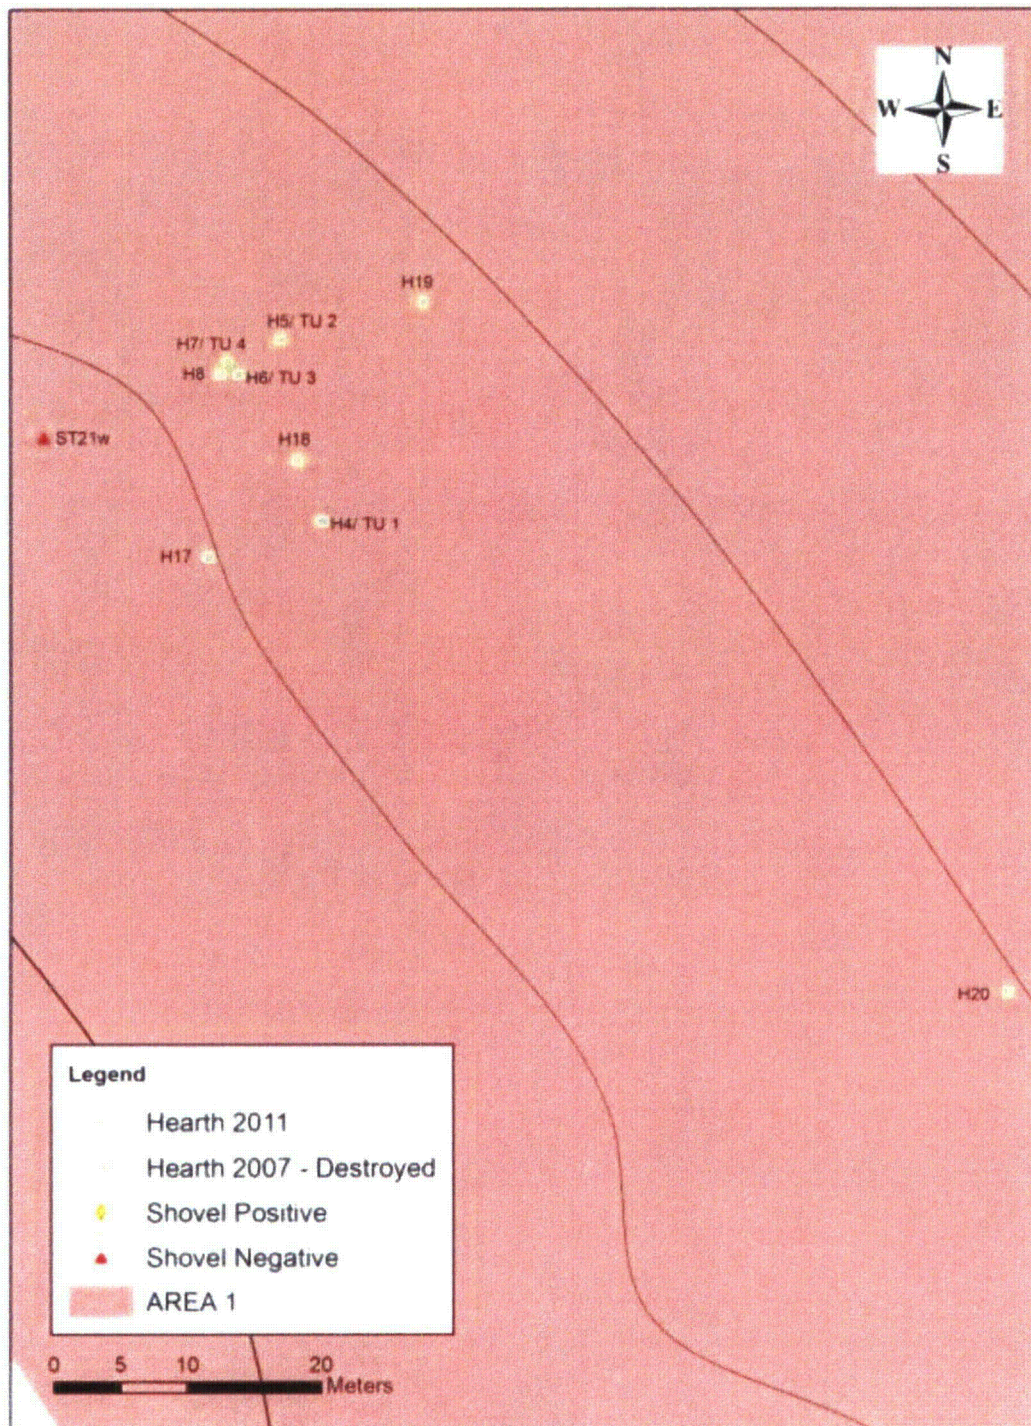 N
W E
S
H19
H5/ TU 2
H7/ TU 4
H8
H6/ TU 3
ST21w
H18
H4/ TU 1
H17
H20
Legend
Hearth 2011
Hearth 2007 - Destroyed
Shovel Positive
Shovel Negative
AREA 1
0 5 10 20
Meters